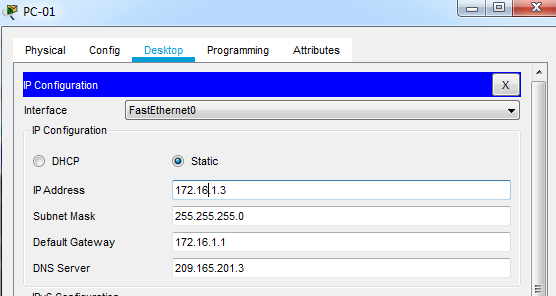 PC-01
Physical Config Desktop Programming Attributes
IP Configuration X
Interface FastEthernet0
IP Configuration
DHCP Static
IP Address 172.16.1.3
Subnet Mask 255.255.255.0
Default Gateway 172.16.1.1
DNS Server 209.165.201.3
IPv6 Configuration